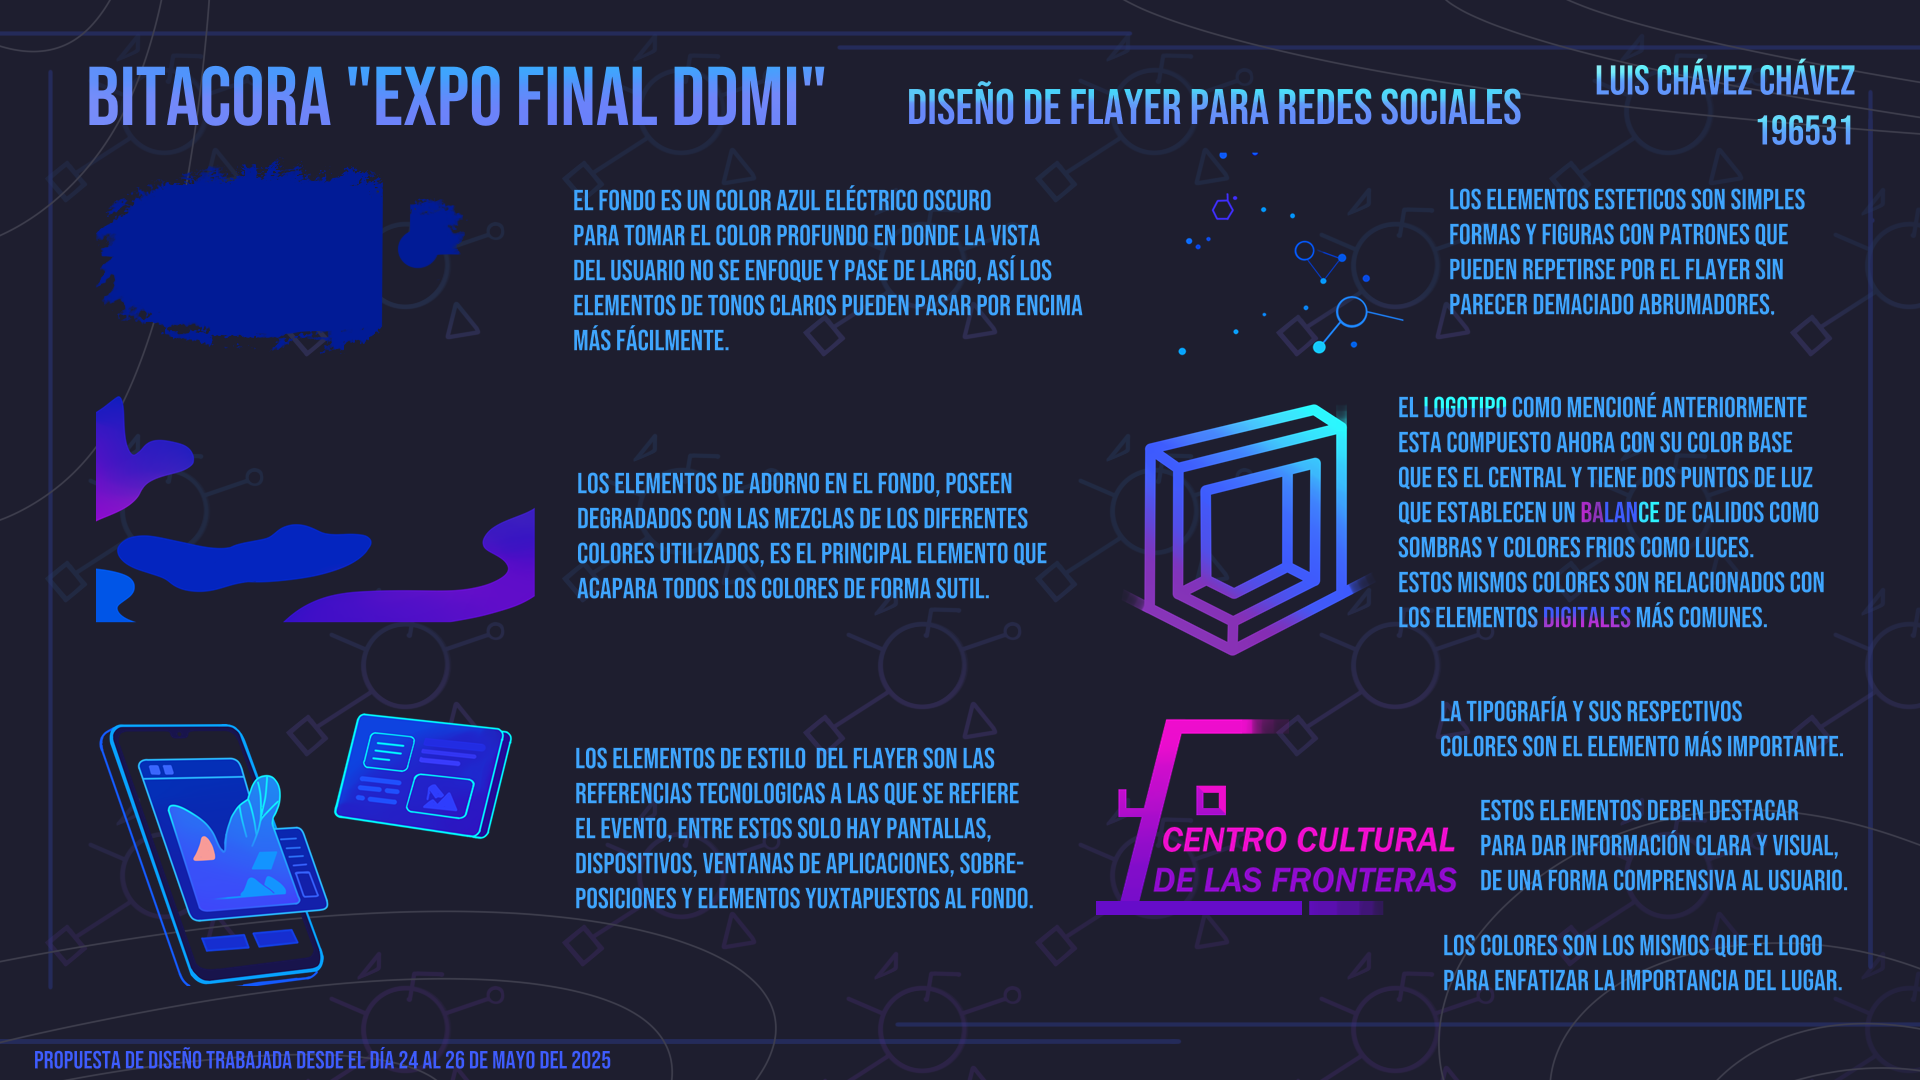 BITACORA "EXPO FINAL DDMI"
DISEÑO DE FLAYER PARA REDES SOCIALES
LUIS CHÁVEZ CHÁVEZ
196531
EL FONDO ES UN COLOR AZUL ELÉCTRICO OSCURO
PARA TOMAR EL COLOR PROFUNDO EN DONDE LA VISTA
DEL USUARIO NO SE ENFOQUE Y PASE DE LARGO, ASÍ LOS
ELEMENTOS DE TONOS CLAROS PUEDEN PASAR POR ENCIMA
MÁS FÁCILMENTE.
LOS ELEMENTOS DE ADORNO EN EL FONDO, POSEEN
DEGRADADOS CON LAS MEZCLAS DE LOS DIFERENTES
COLORES UTILIZADOS, ES EL PRINCIPAL ELEMENTO QUE
ACAPARA TODOS LOS COLORES DE FORMA SUTIL.
LOS ELEMENTOS DE ESTILO  DEL FLAYER SON LAS
REFERENCIAS TECNOLOGICAS A LAS QUE SE REFIERE
EL EVENTO, ENTRE ESTOS SOLO HAY PANTALLAS,
DISPOSITIVOS, VENTANAS DE APLICACIONES, SOBRE-
POSICIONES Y ELEMENTOS YUXTAPUESTOS AL FONDO.
LOS ELEMENTOS ESTETICOS SON SIMPLES
FORMAS Y FIGURAS CON PATRONES QUE
PUEDEN REPETIRSE POR EL FLAYER SIN
PARECER DEMACIADO ABRUMADORES.
EL LOGOTIPO COMO MENCIONÉ ANTERIORMENTE
ESTA COMPUESTO AHORA CON SU COLOR BASE
QUE ES EL CENTRAL Y TIENE DOS PUNTOS DE LUZ
QUE ESTABLECEN UN BALANCE DE CALIDOS COMO
SOMBRAS Y COLORES FRIOS COMO LUCES.
ESTOS MISMOS COLORES SON RELACIONADOS CON
LOS ELEMENTOS DIGITALES MÁS COMUNES.
CENTRO CULTURAL
DE LAS FRONTERAS
LA TIPOGRAFÍA Y SUS RESPECTIVOS
COLORES SON EL ELEMENTO MÁS IMPORTANTE.
ESTOS ELEMENTOS DEBEN DESTACAR
PARA DAR INFORMACIÓN CLARA Y VISUAL,
DE UNA FORMA COMPRENSIVA AL USUARIO.
LOS COLORES SON LOS MISMOS QUE EL LOGO
PARA ENFATIZAR LA IMPORTANCIA DEL LUGAR.
PROPUESTA DE DISEÑO TRABAJADA DESDE EL DÍA 24 AL 26 DE MAYO DEL 2025